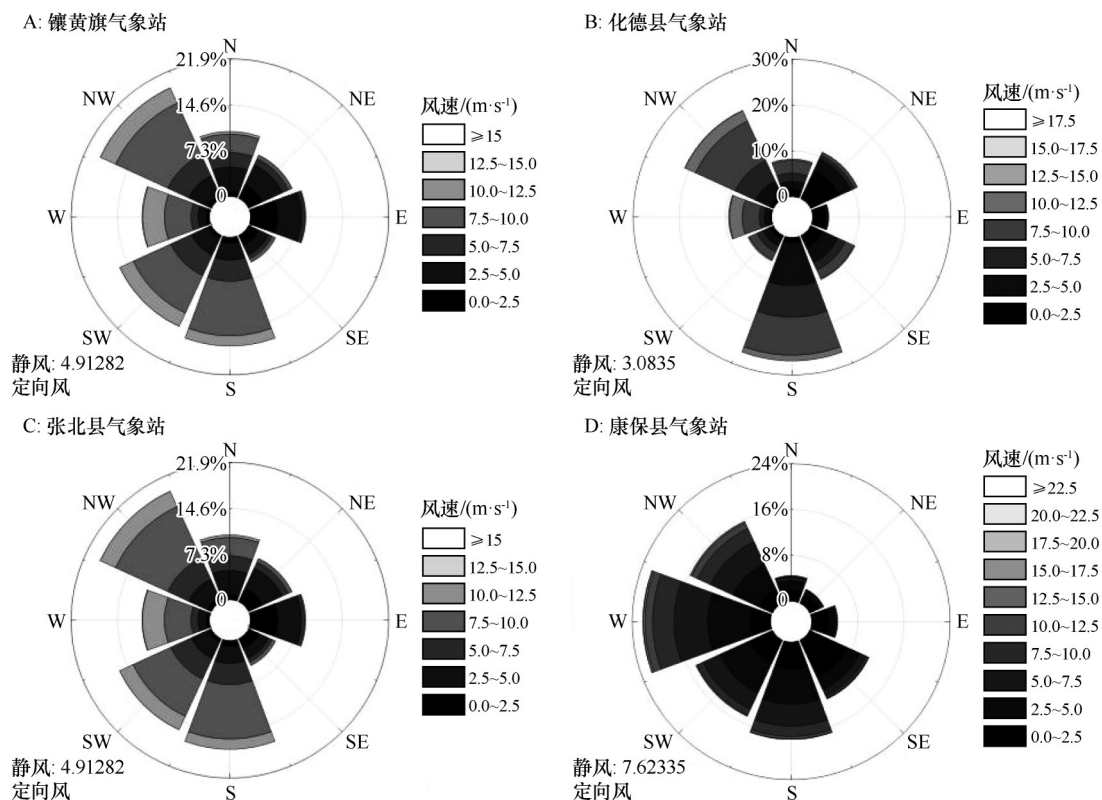 A: 镶黄旗气象站
N
21.9%
NW
14.6%
NE
7.3%
0
W
E
SW
SE
S
静风: 4.91282
定向风
风速/(m·s⁻¹)
≥15
12.5~15.0
10.0~12.5
7.5~10.0
5.0~7.5
2.5~5.0
0.0~2.5
B: 化德县气象站
N
30%
NW
20%
NE
10%
0
W
E
SW
SE
S
静风: 3.0835
定向风
风速/(m·s⁻¹)
≥17.5
15.0~17.5
12.5~15.0
10.0~12.5
7.5~10.0
5.0~7.5
2.5~5.0
0.0~2.5
C: 张北县气象站
N
21.9%
NW
14.6%
NE
7.3%
0
W
E
SW
SE
S
静风: 4.91282
定向风
风速/(m·s⁻¹)
≥15
12.5~15.0
10.0~12.5
7.5~10.0
5.0~7.5
2.5~5.0
0.0~2.5
D: 康保县气象站
N
24%
NW
16%
NE
8%
0
W
E
SW
SE
S
静风: 7.62335
定向风
风速/(m·s⁻¹)
≥22.5
20.0~22.5
17.5~20.0
15.0~17.5
12.5~15.0
10.0~12.5
7.5~10.0
5.0~7.5
2.5~5.0
0.0~2.5